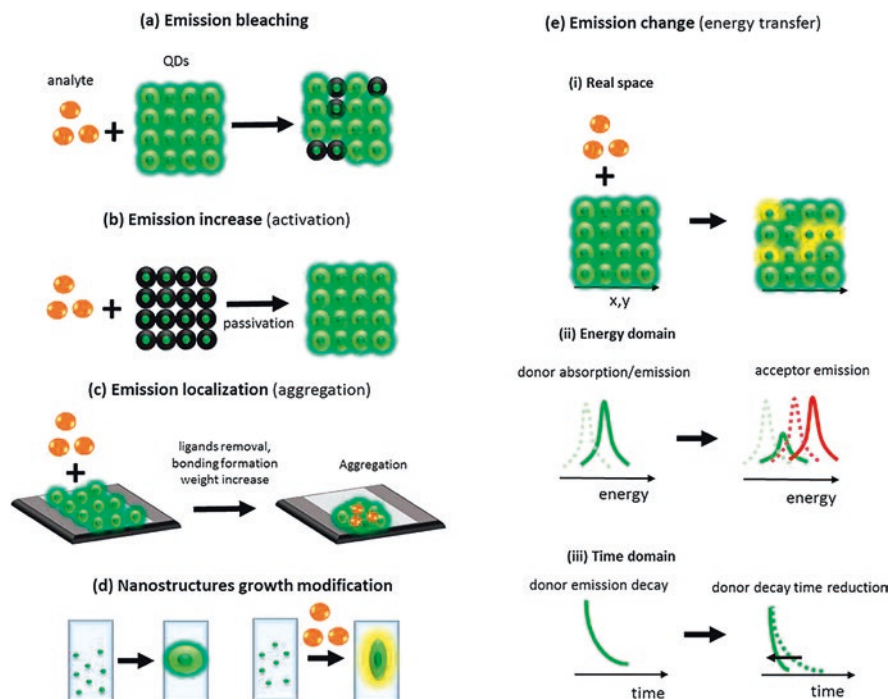 (a) Emission bleaching
QDs
analyte
(b) Emission increase (activation)
passivation
(c) Emission localization (aggregation)
ligands removal,
bonding formation
weight increase
Aggregation
(d) Nanostructures growth modification
(e) Emission change (energy transfer)
(i) Real space
x,y
(ii) Energy domain
donor absorption/emission
acceptor emission
energy
energy
(iii) Time domain
donor emission decay
donor decay time reduction
time
time